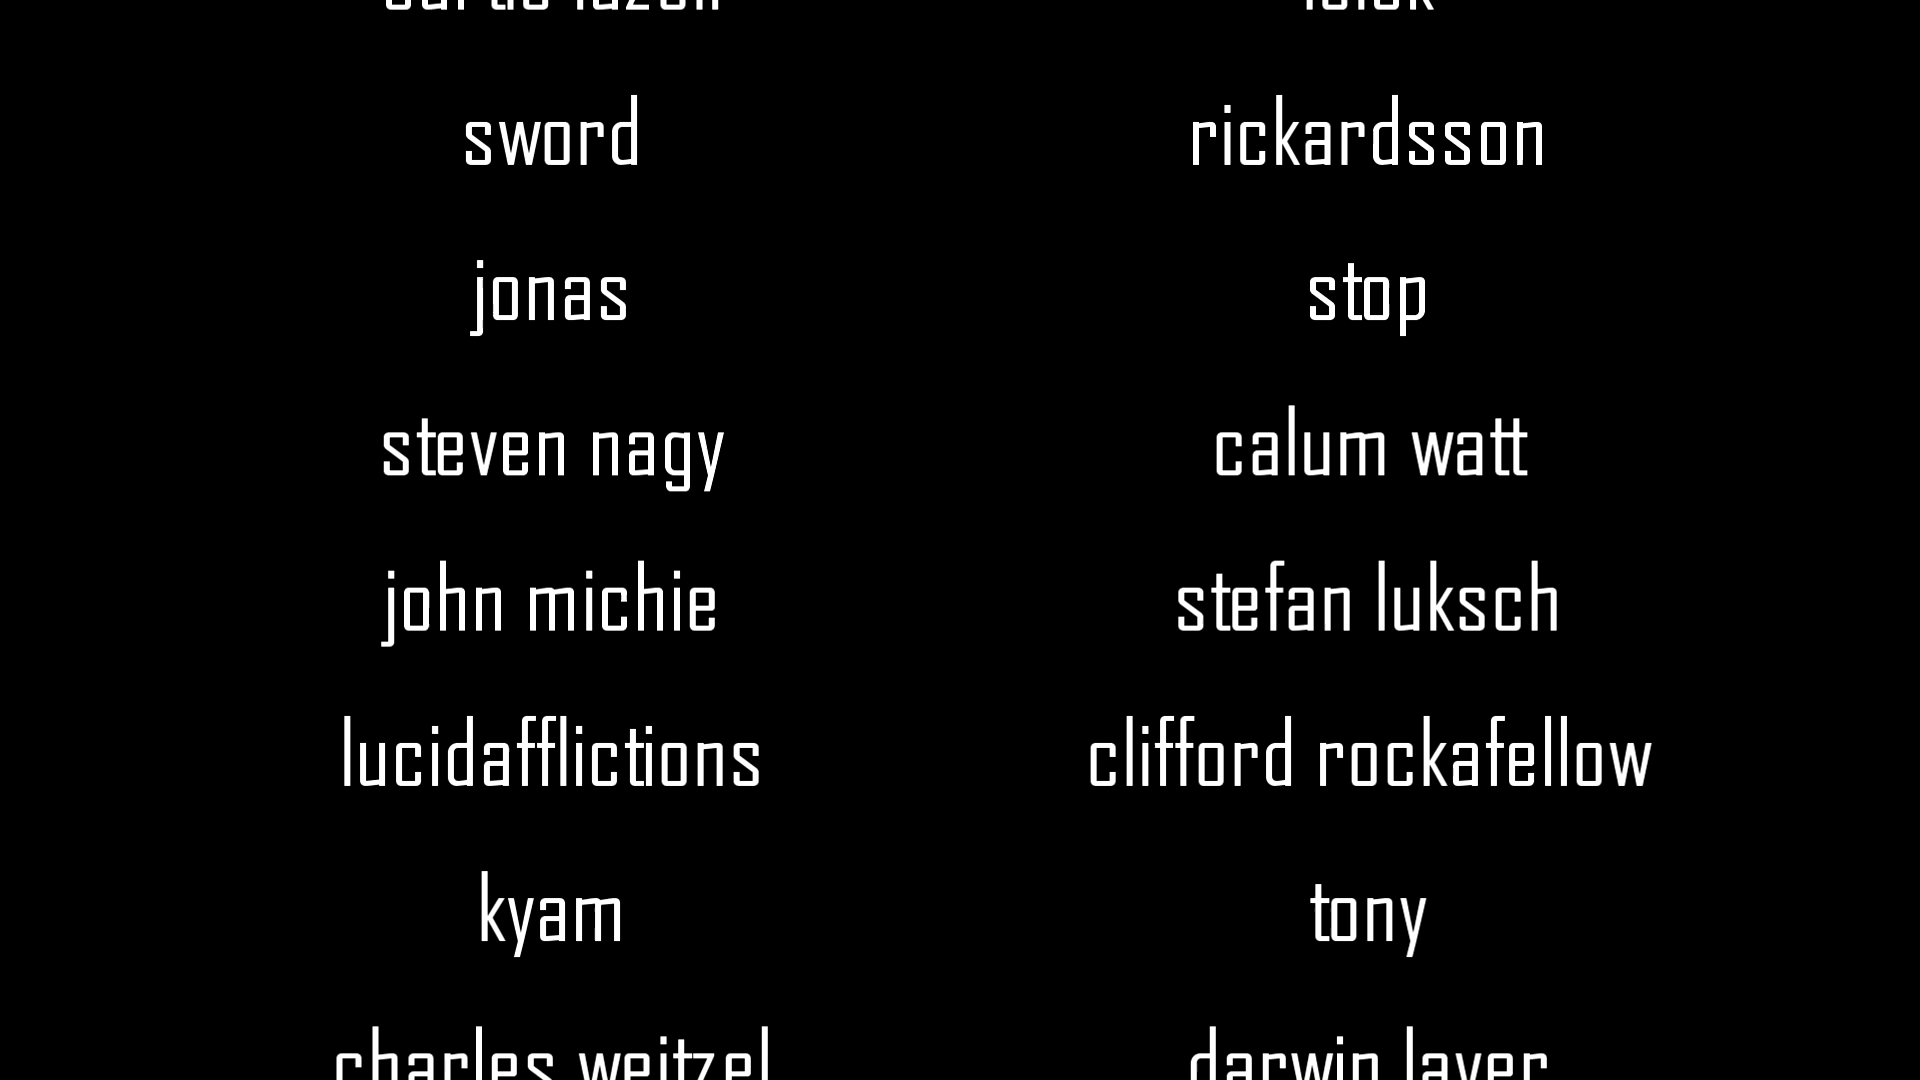 sword rickardsson
jonas stop
steven nagy calum watt
john michie stefan luksch
lucidafflictions clifford rockafellow
kyam tony
charles weitzel darwin